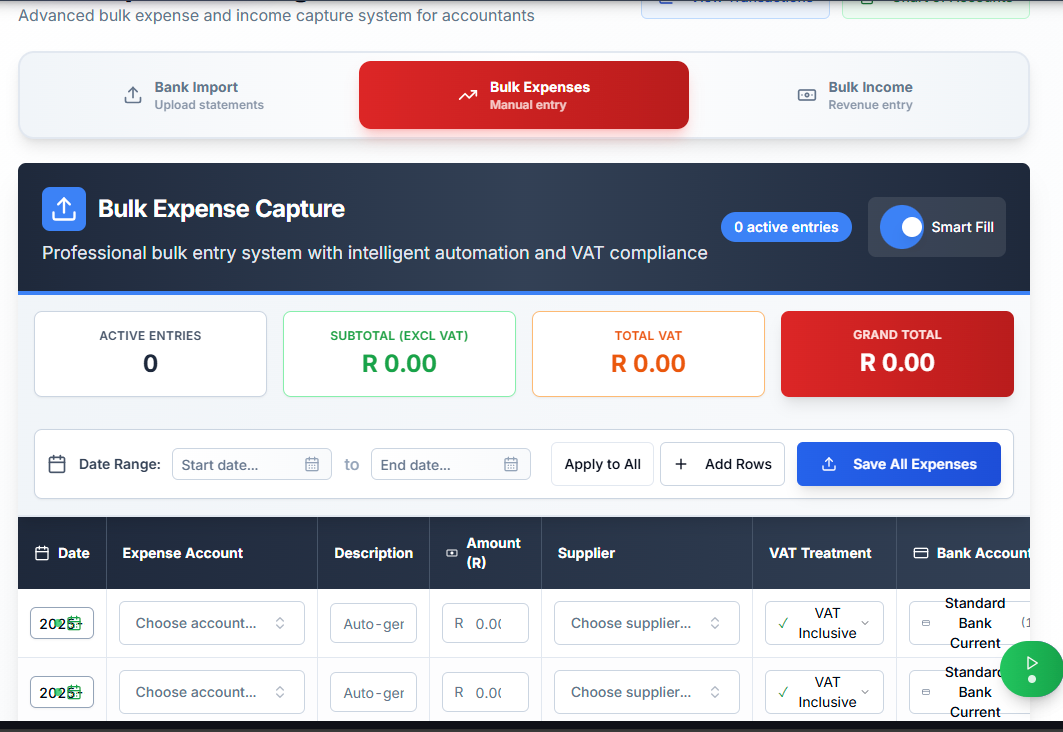 Advanced bulk expense and income capture system for accountants
Bank Import
Upload statements
Bulk Expenses
Manual entry
Bulk Income
Revenue entry
Bulk Expense Capture
Professional bulk entry system with intelligent automation and VAT compliance
0 active entries
Smart Fill
ACTIVE ENTRIES
0
SUBTOTAL (EXCL VAT)
R 0.00
TOTAL VAT
R 0.00
GRAND TOTAL
R 0.00
Date Range:
Start date...
to
End date...
Apply to All
Add Rows
Save All Expenses
Date
Expense Account
Description
Amount
(R)
Supplier
VAT Treatment
Bank Account
2025
Choose account...
Auto-ger
R 0.00
Choose supplier...
VAT
Inclusive
Standard
Bank
Current
(1
2025
Choose account...
Auto-ger
R 0.00
Choose supplier...
VAT
Inclusive
Standard
Bank
Current